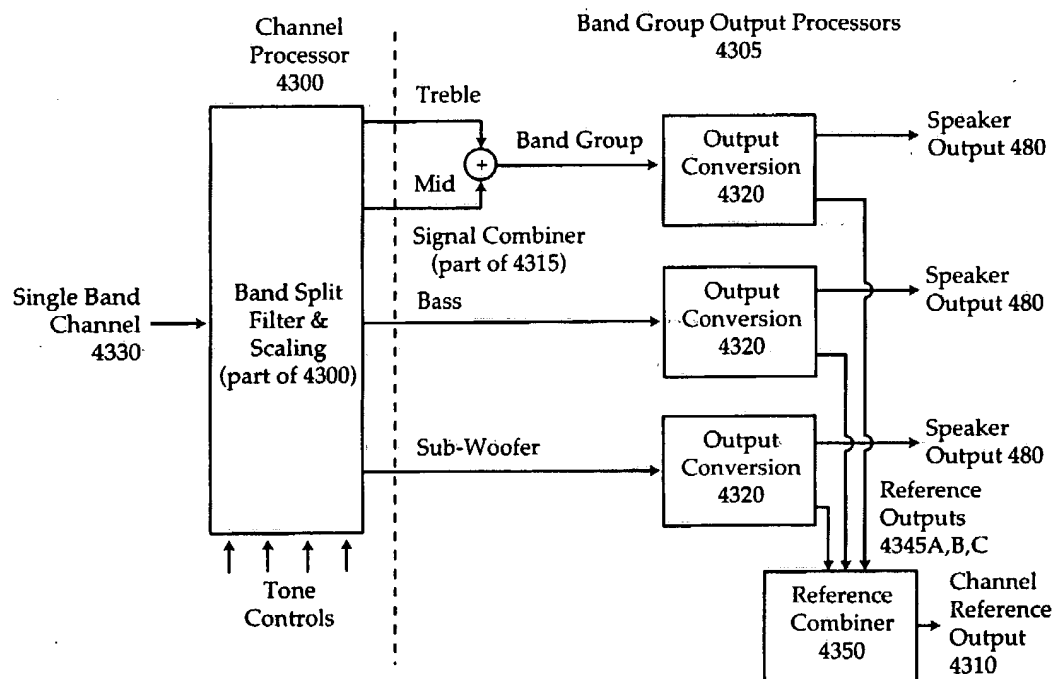 Channel
Processor
4300
Band Group Output Processors
4305
Treble
Mid
+
Band Group
Output
Conversion
4320
Speaker
Output 480
Signal Combiner
(part of 4315)
Single Band
Channel
4330
Band Split
Filter &
Scaling
(part of 4300)
Bass
Output
Conversion
4320
Speaker
Output 480
Sub-Woofer
Output
Conversion
4320
Speaker
Output 480
Reference
Outputs
4345A,B,C
Tone
Controls
Reference
Combiner
4350
Channel
Reference
Output
4310